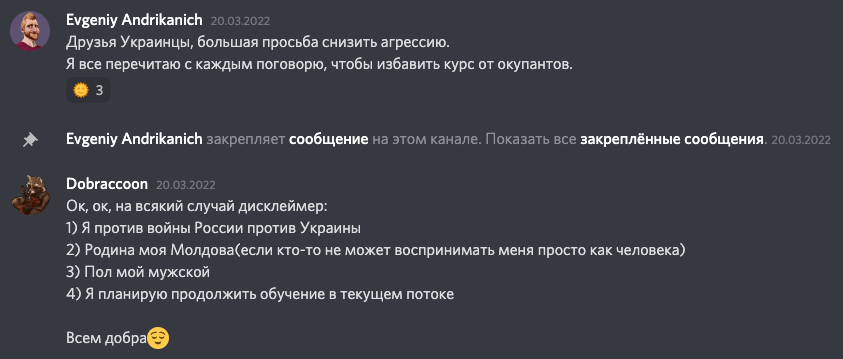 Evgeniy Andrikanich 20.03.2022
Друзья Украинцы, большая просьба снизить агрессию.
Я все перечитаю с каждым поговорю, чтобы избавить курс от окупантов.
🌞 3
Evgeniy Andrikanich закрепляет сообщение на этом канале. Показать все закреплённые сообщения. 20.03.2022
Dobraccoon 20.03.2022
Ок, ок, на всякий случай дисклеймер:
1) Я против войны России против Украины
2) Родина моя Молдова(если кто-то не может воспринимать меня просто как человека)
3) Пол мой мужской
4) Я планирую продолжить обучение в текущем потоке
Всем добра😌